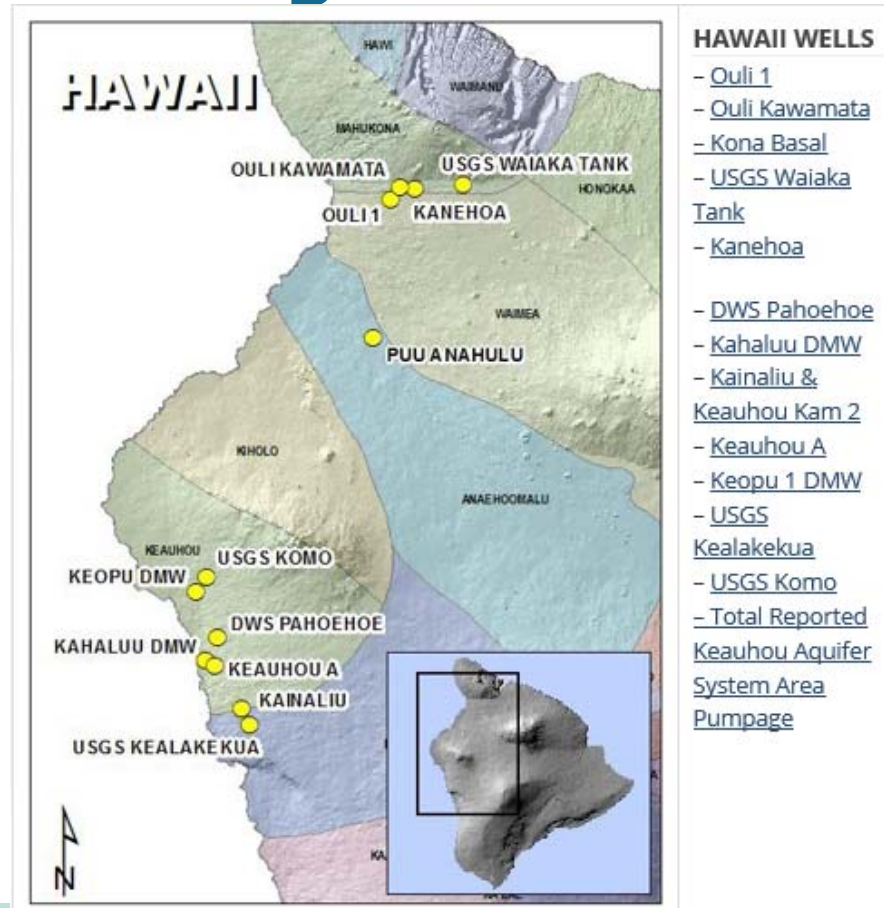 HAWAII
HAWI
WAIMANU
MAHUKONA
OULI KAWAMATA
USGS WAIAKA TANK
HONOKAA
OULI 1
KANEHOA
WAIMEA
PUU ANAHULU
KIHOLO
ANAEHOOMALU
KEAUHOU
USGS KOMO
KEOPU DMW
DWS PAHOEHOE
KAHALUU DMW
KEAUHOU A
KAINALIU
USGS KEALAKEKUA
N
HAWAII WELLS
– Ouli 1
– Ouli Kawamata
– Kona Basal
– USGS Waiaka
Tank
– Kanehoa
– DWS Pahoehoe
– Kahaluu DMW
– Kainaliu &
Keauhou Kam 2
– Keauhou A
– Keopu 1 DMW
– USGS
Kealakekua
– USGS Komo
– Total Reported
Keauhou Aquifer
System Area
Pumpage